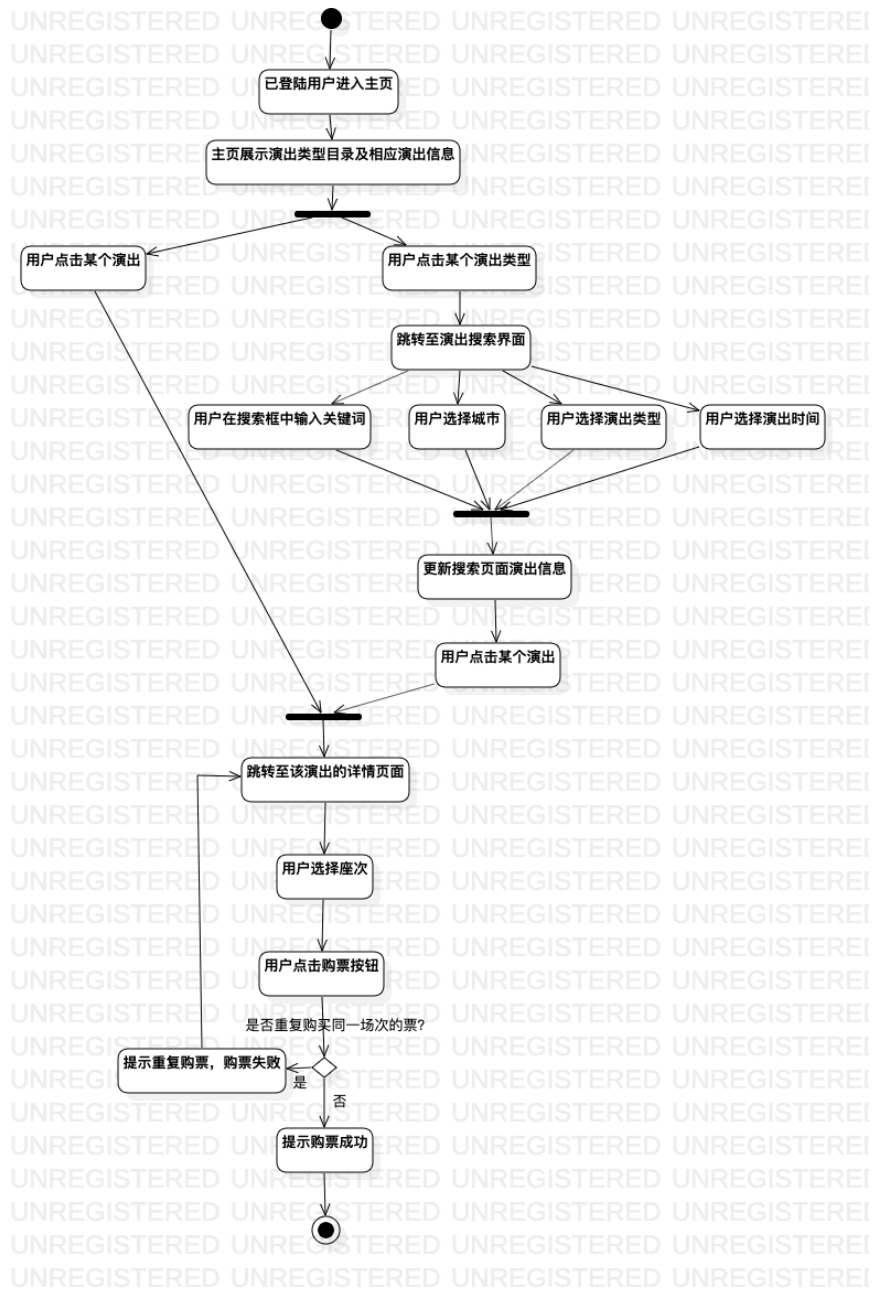 已登陆用户进入主页
主页展示演出类型目录及相应演出信息
用户点击某个演出
用户点击某个演出类型
跳转至演出搜索界面
用户在搜索框中输入关键词
用户选择城市
用户选择演出类型
用户选择演出时间
更新搜索页面演出信息
用户点击某个演出
跳转至该演出的详情页面
用户选择座次
用户点击购票按钮
是否重复购买同一场次的票?
提示重复购票，购票失败
是
否
提示购票成功
UNREGISTERED UNREGISTERED UNREGISTERED UNREGISTERED